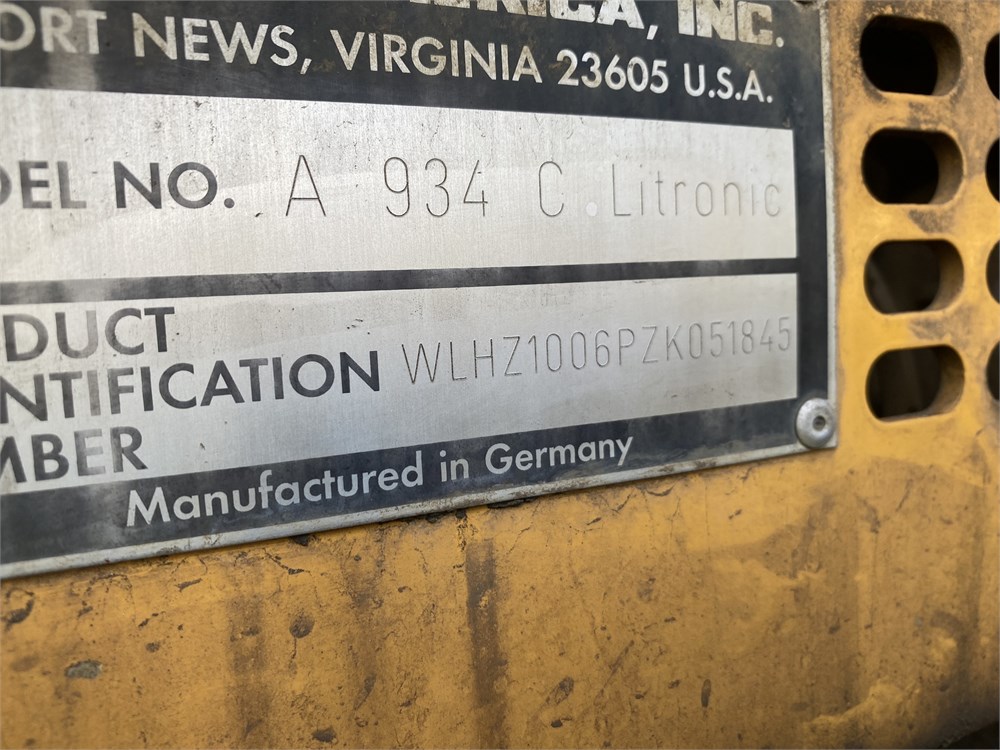 ERICA, INC.
ORT NEWS, VIRGINIA 23605 U.S.A.
DEL NO. A 934 C Litronic
DUCT
NTIFICATION WLHZ1006PZK051845
MBER
Manufactured in Germany